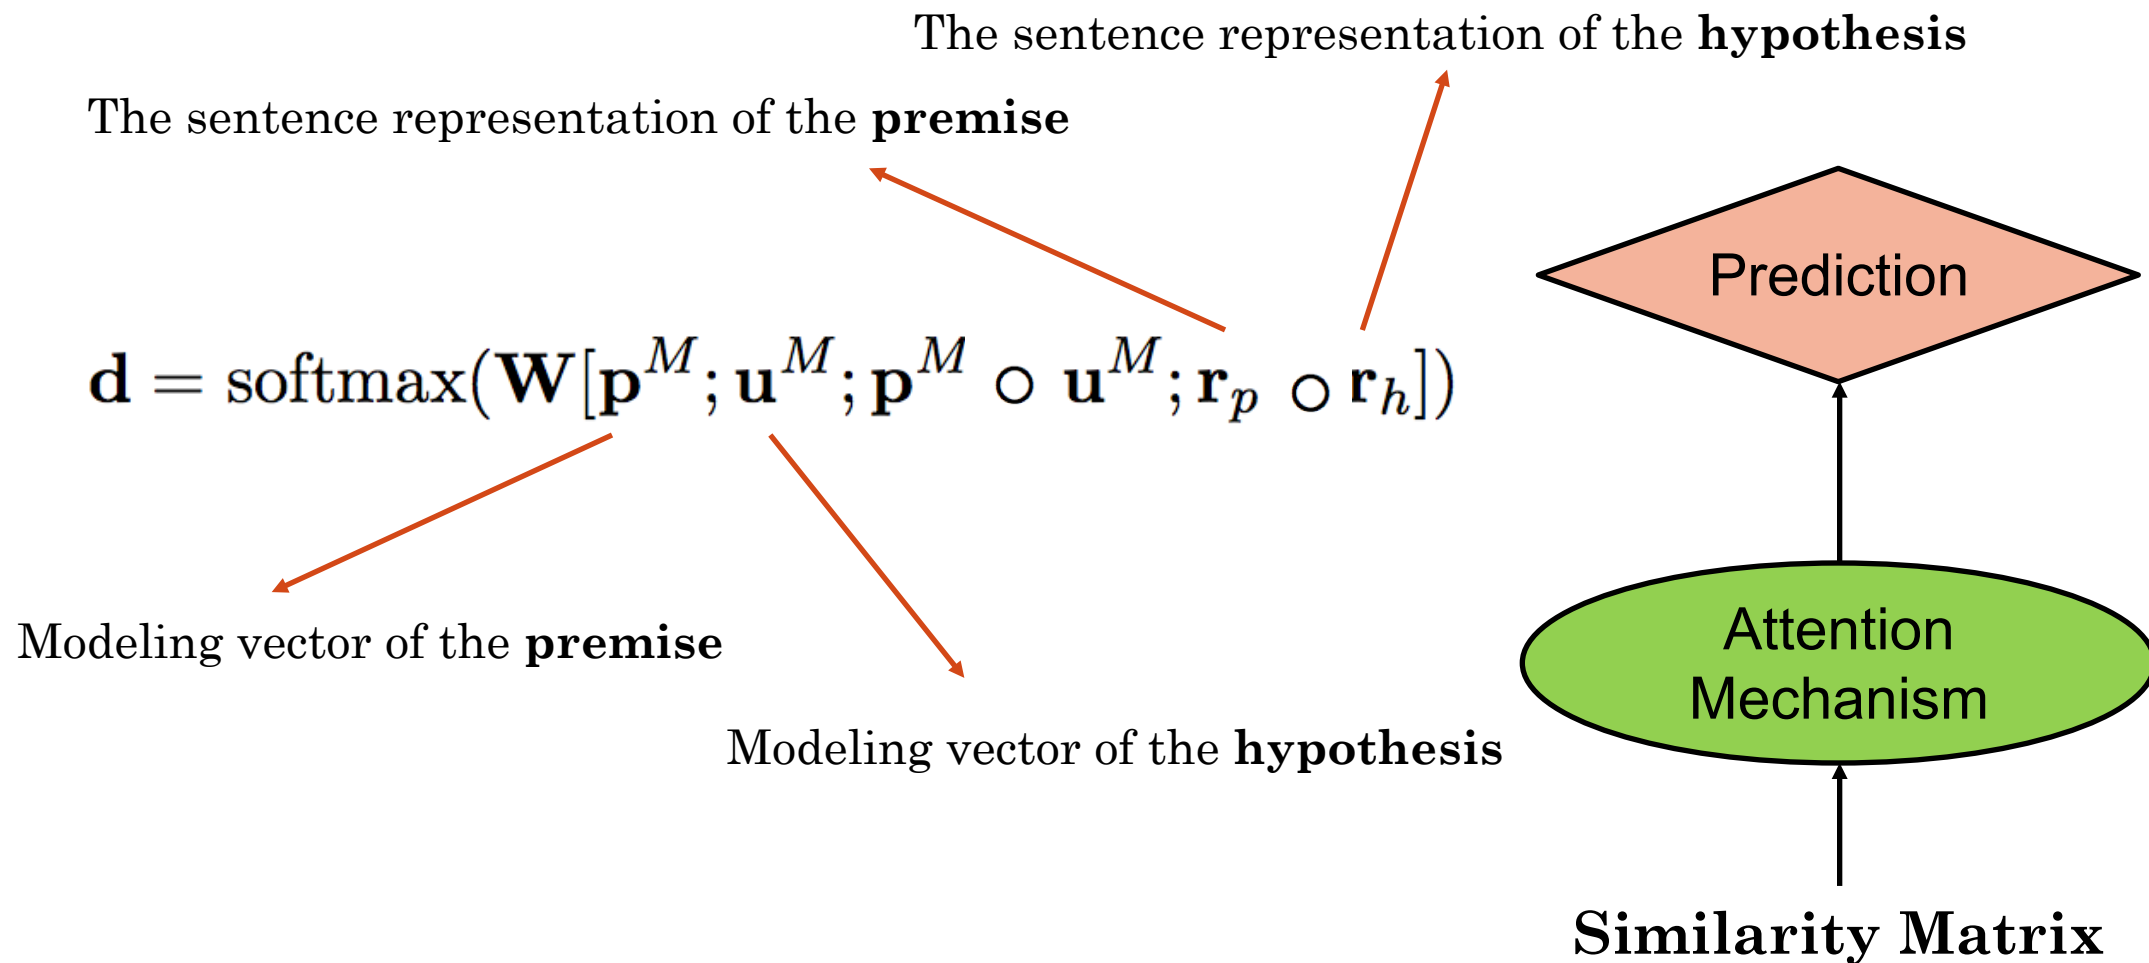 The sentence representation of the hypothesis
The sentence representation of the premise
Prediction
d = softmax(W[p^M; u^M; p^M ∘ u^M; r_p ∘ r_h])
Attention
Mechanism
Modeling vector of the premise
Modeling vector of the hypothesis
Similarity Matrix